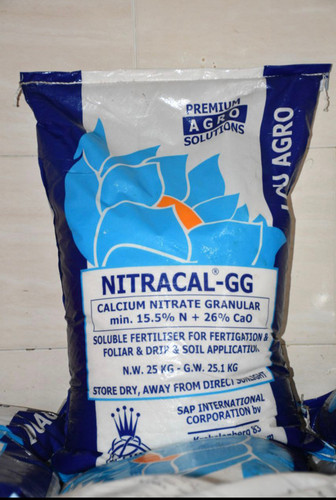 PREMIUM
AGRO
SOLUTIONS
AGRO
NITRACAL®-GG
CALCIUM NITRATE GRANULAR
min. 15.5% N + 26% CaO
SOLUBLE FERTILISER FOR FERTIGATION &
FOLIAR & DRIP & SOIL APPLICATION
N.W. 25 KG - G.W. 25.1 KG
STORE DRY, AWAY FROM DIRECT SUNLIGHT
SAP INTERNATIONAL
CORPORATION bv